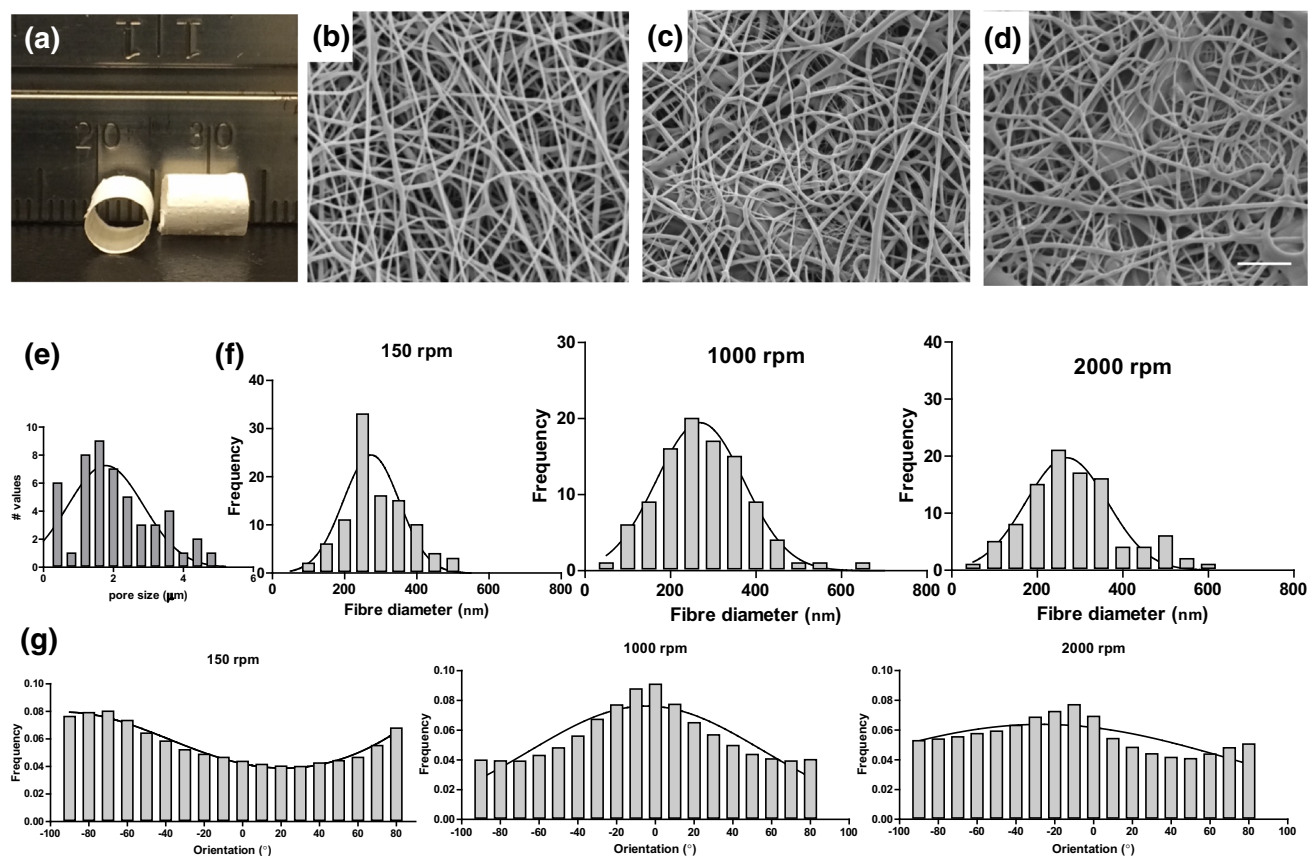 (a)
20 30
(b)
(c)
(d)
(e)
10
8
6
4
2
0
# values
0 2 4 6
pore size (μm)
(f)
150 rpm
40
30
20
10
0
Frequency
0 200 400 600 800
Fibre diameter (nm)
1000 rpm
30
20
10
0
Frequency
0 200 400 600 800
Fibre diameter (nm)
2000 rpm
40
30
20
10
0
Frequency
0 200 400 600 800
Fibre diameter (nm)
(g)
150 rpm
0.10
0.08
0.06
0.04
0.02
0.00
Frequency
-100 -80 -60 -40 -20 0 20 40 60 80
Orientation (°)
1000 rpm
0.10
0.08
0.06
0.04
0.02
0.00
Frequency
-100 -80 -60 -40 -20 0 20 40 60 80 100
Orientation (°)
2000 rpm
0.10
0.08
0.06
0.04
0.02
0.00
Frequency
-100 -80 -60 -40 -20 0 20 40 60 80 100
Orientation (°)